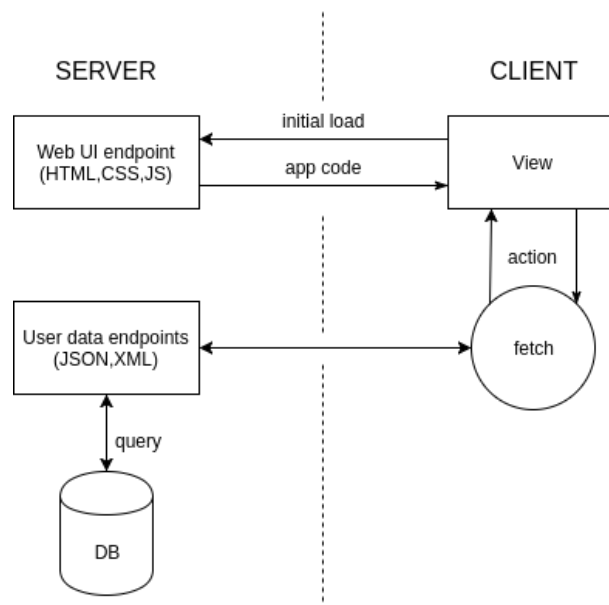 SERVER
CLIENT
initial load
Web UI endpoint
(HTML,CSS,JS)
app code
View
action
User data endpoints
(JSON,XML)
fetch
query
DB